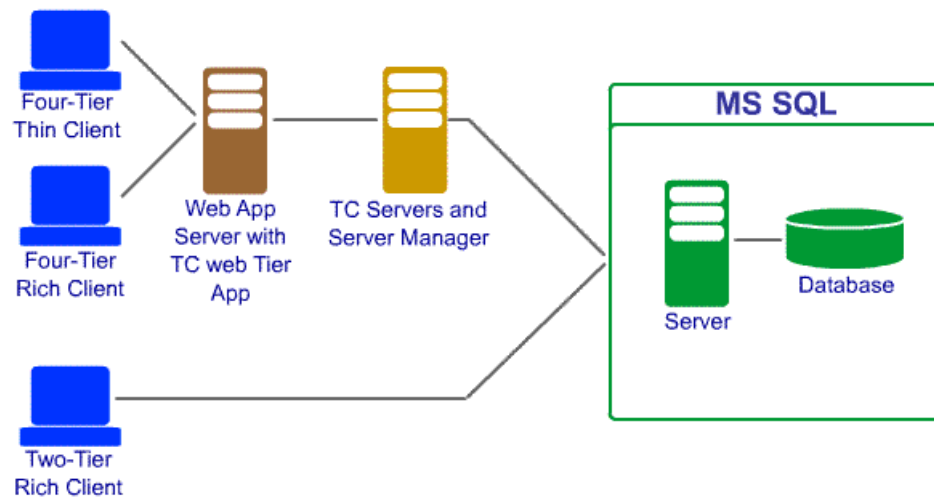 Four-Tier
Thin Client
Four-Tier
Rich Client
Two-Tier
Rich Client
Web App
Server with
TC web Tier
App
TC Servers and
Server Manager
MS SQL
Server
Database